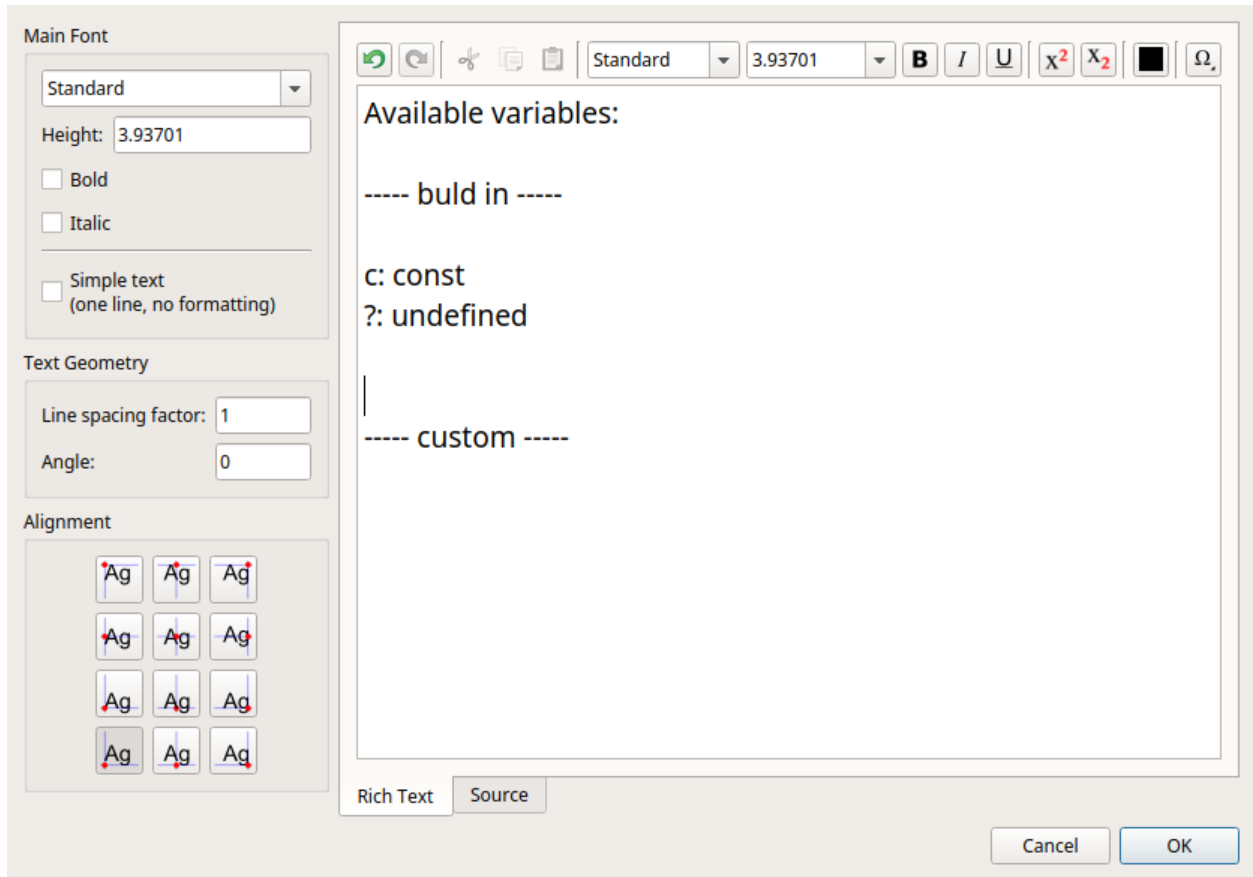 Main Font
Standard
Height: 3.93701
Bold
Italic
Simple text
(one line, no formatting)
Text Geometry
Line spacing factor: 1
Angle: 0
Alignment
Ag Ag Ag
Ag Ag Ag
Ag Ag Ag
Ag Ag Ag
Standard 3.93701 B I U X2 X2 Ω
Available variables:
----- buld in -----
c: const
?: undefined
----- custom -----
Rich Text Source
Cancel OK